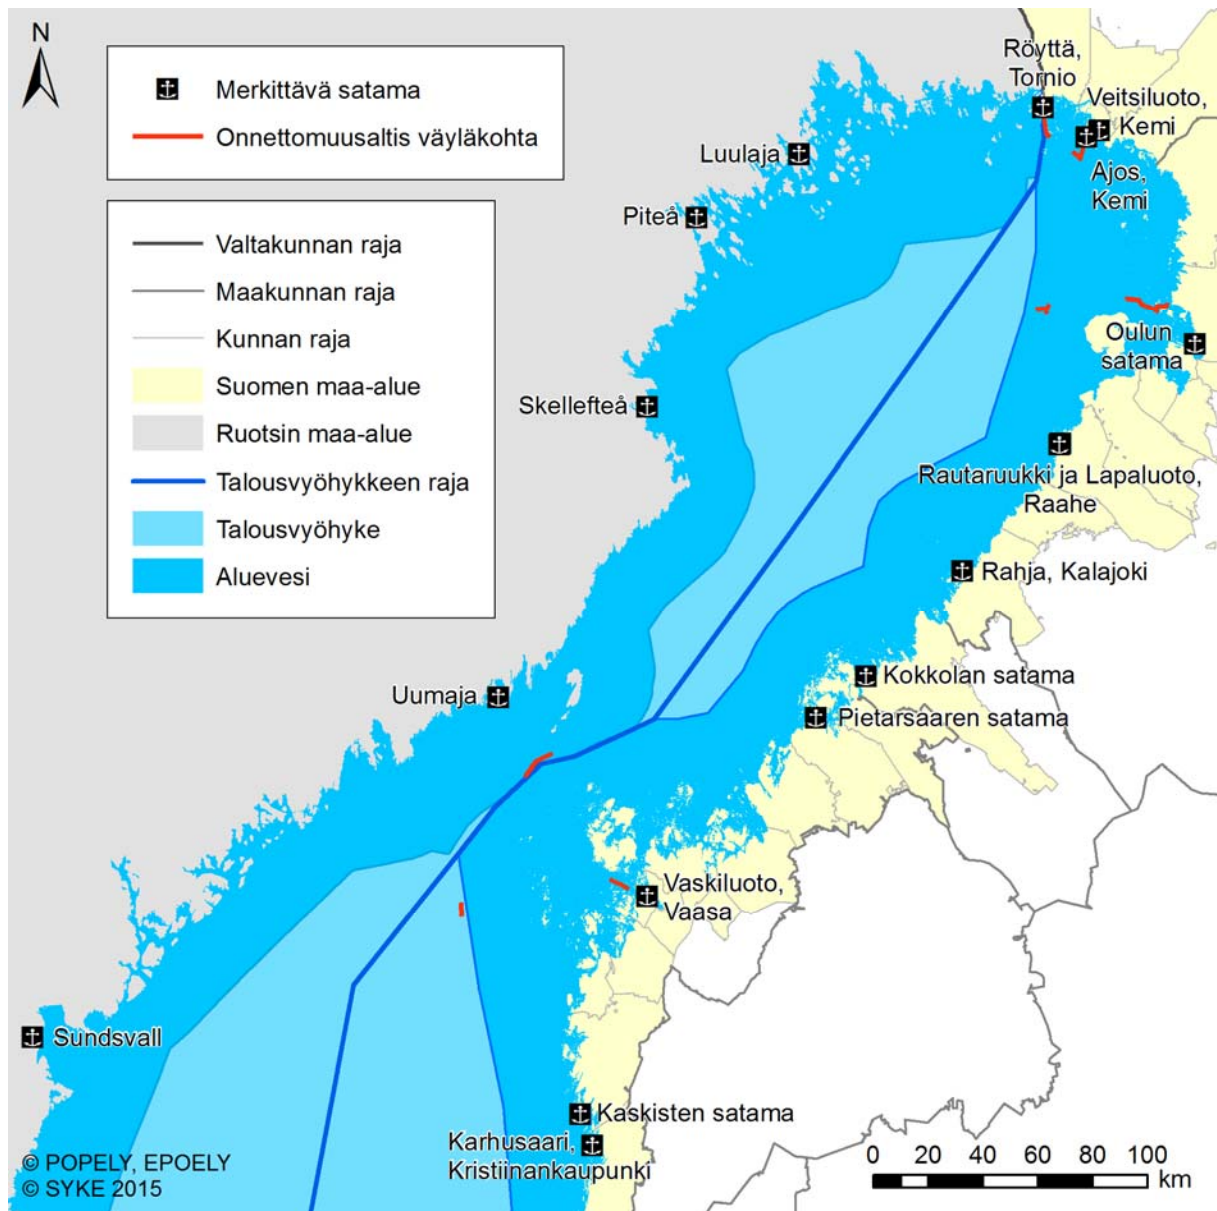 N
Merkittävä satama
Onnettomuusaltis väyläkohta
Valtakunnan raja
Maakunnan raja
Kunnan raja
Suomen maa-alue
Ruotsin maa-alue
Talousvyöhykkeen raja
Talousvyöhyke
Aluevesi
Röyttä,
Tornio
Veitsiluoto,
Kemi
Ajos,
Kemi
Luulaja
Piteå
Oulun
satama
Skellefteå
Rautaruukki ja Lapaluoto,
Raahe
Rahja, Kalajoki
Kokkolan satama
Uumaja
Pietarsaaren satama
Vaskiluoto,
Vaasa
Sundsvall
Kaskisten satama
Karhusaari,
Kristiinankaupunki
© POPELY, EPOELY
© SYKE 2015
0 20 40 60 80 100
km